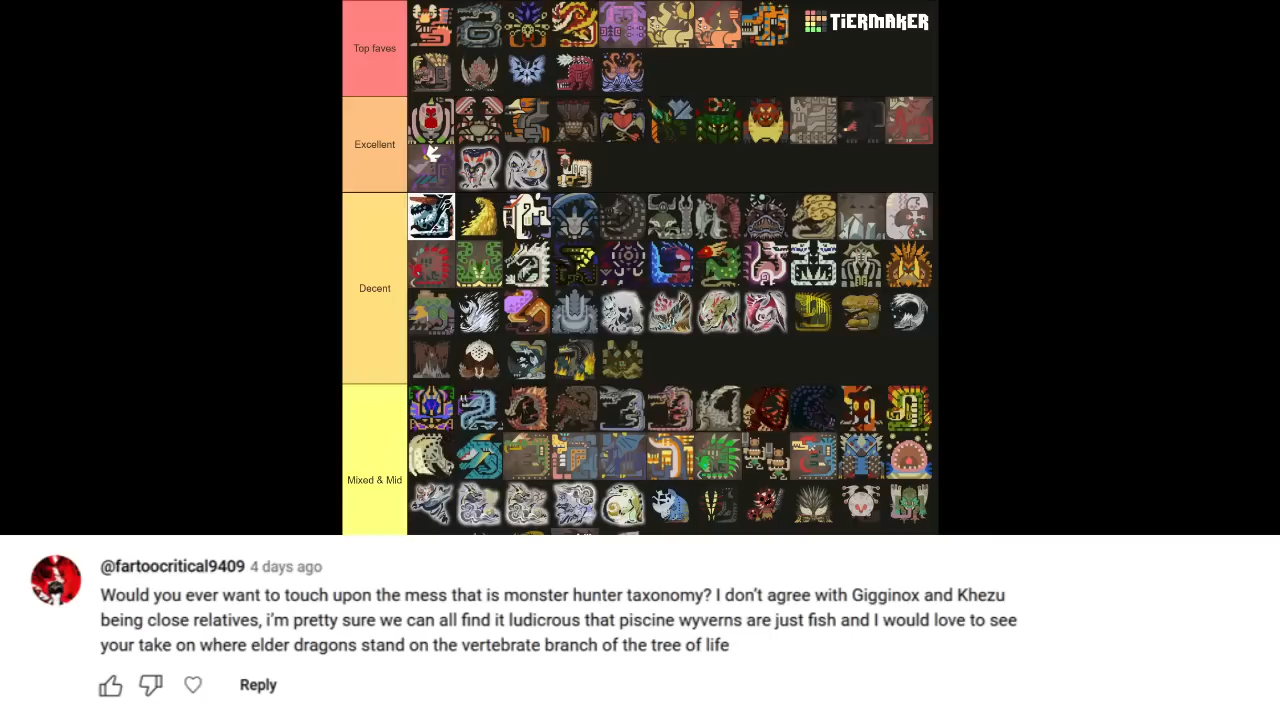 Top faves
TIERMAKER
Excellent
Decent
Mixed & Mid
@fartoocritical9409 4 days ago
Would you ever want to touch upon the mess that is monster hunter taxonomy? I don't agree with Gigginox and Khezu
being close relatives, i'm pretty sure we can all find it ludicrous that piscine wyverns are just fish and I would love to see
your take on where elder dragons stand on the vertebrate branch of the tree of life
Reply